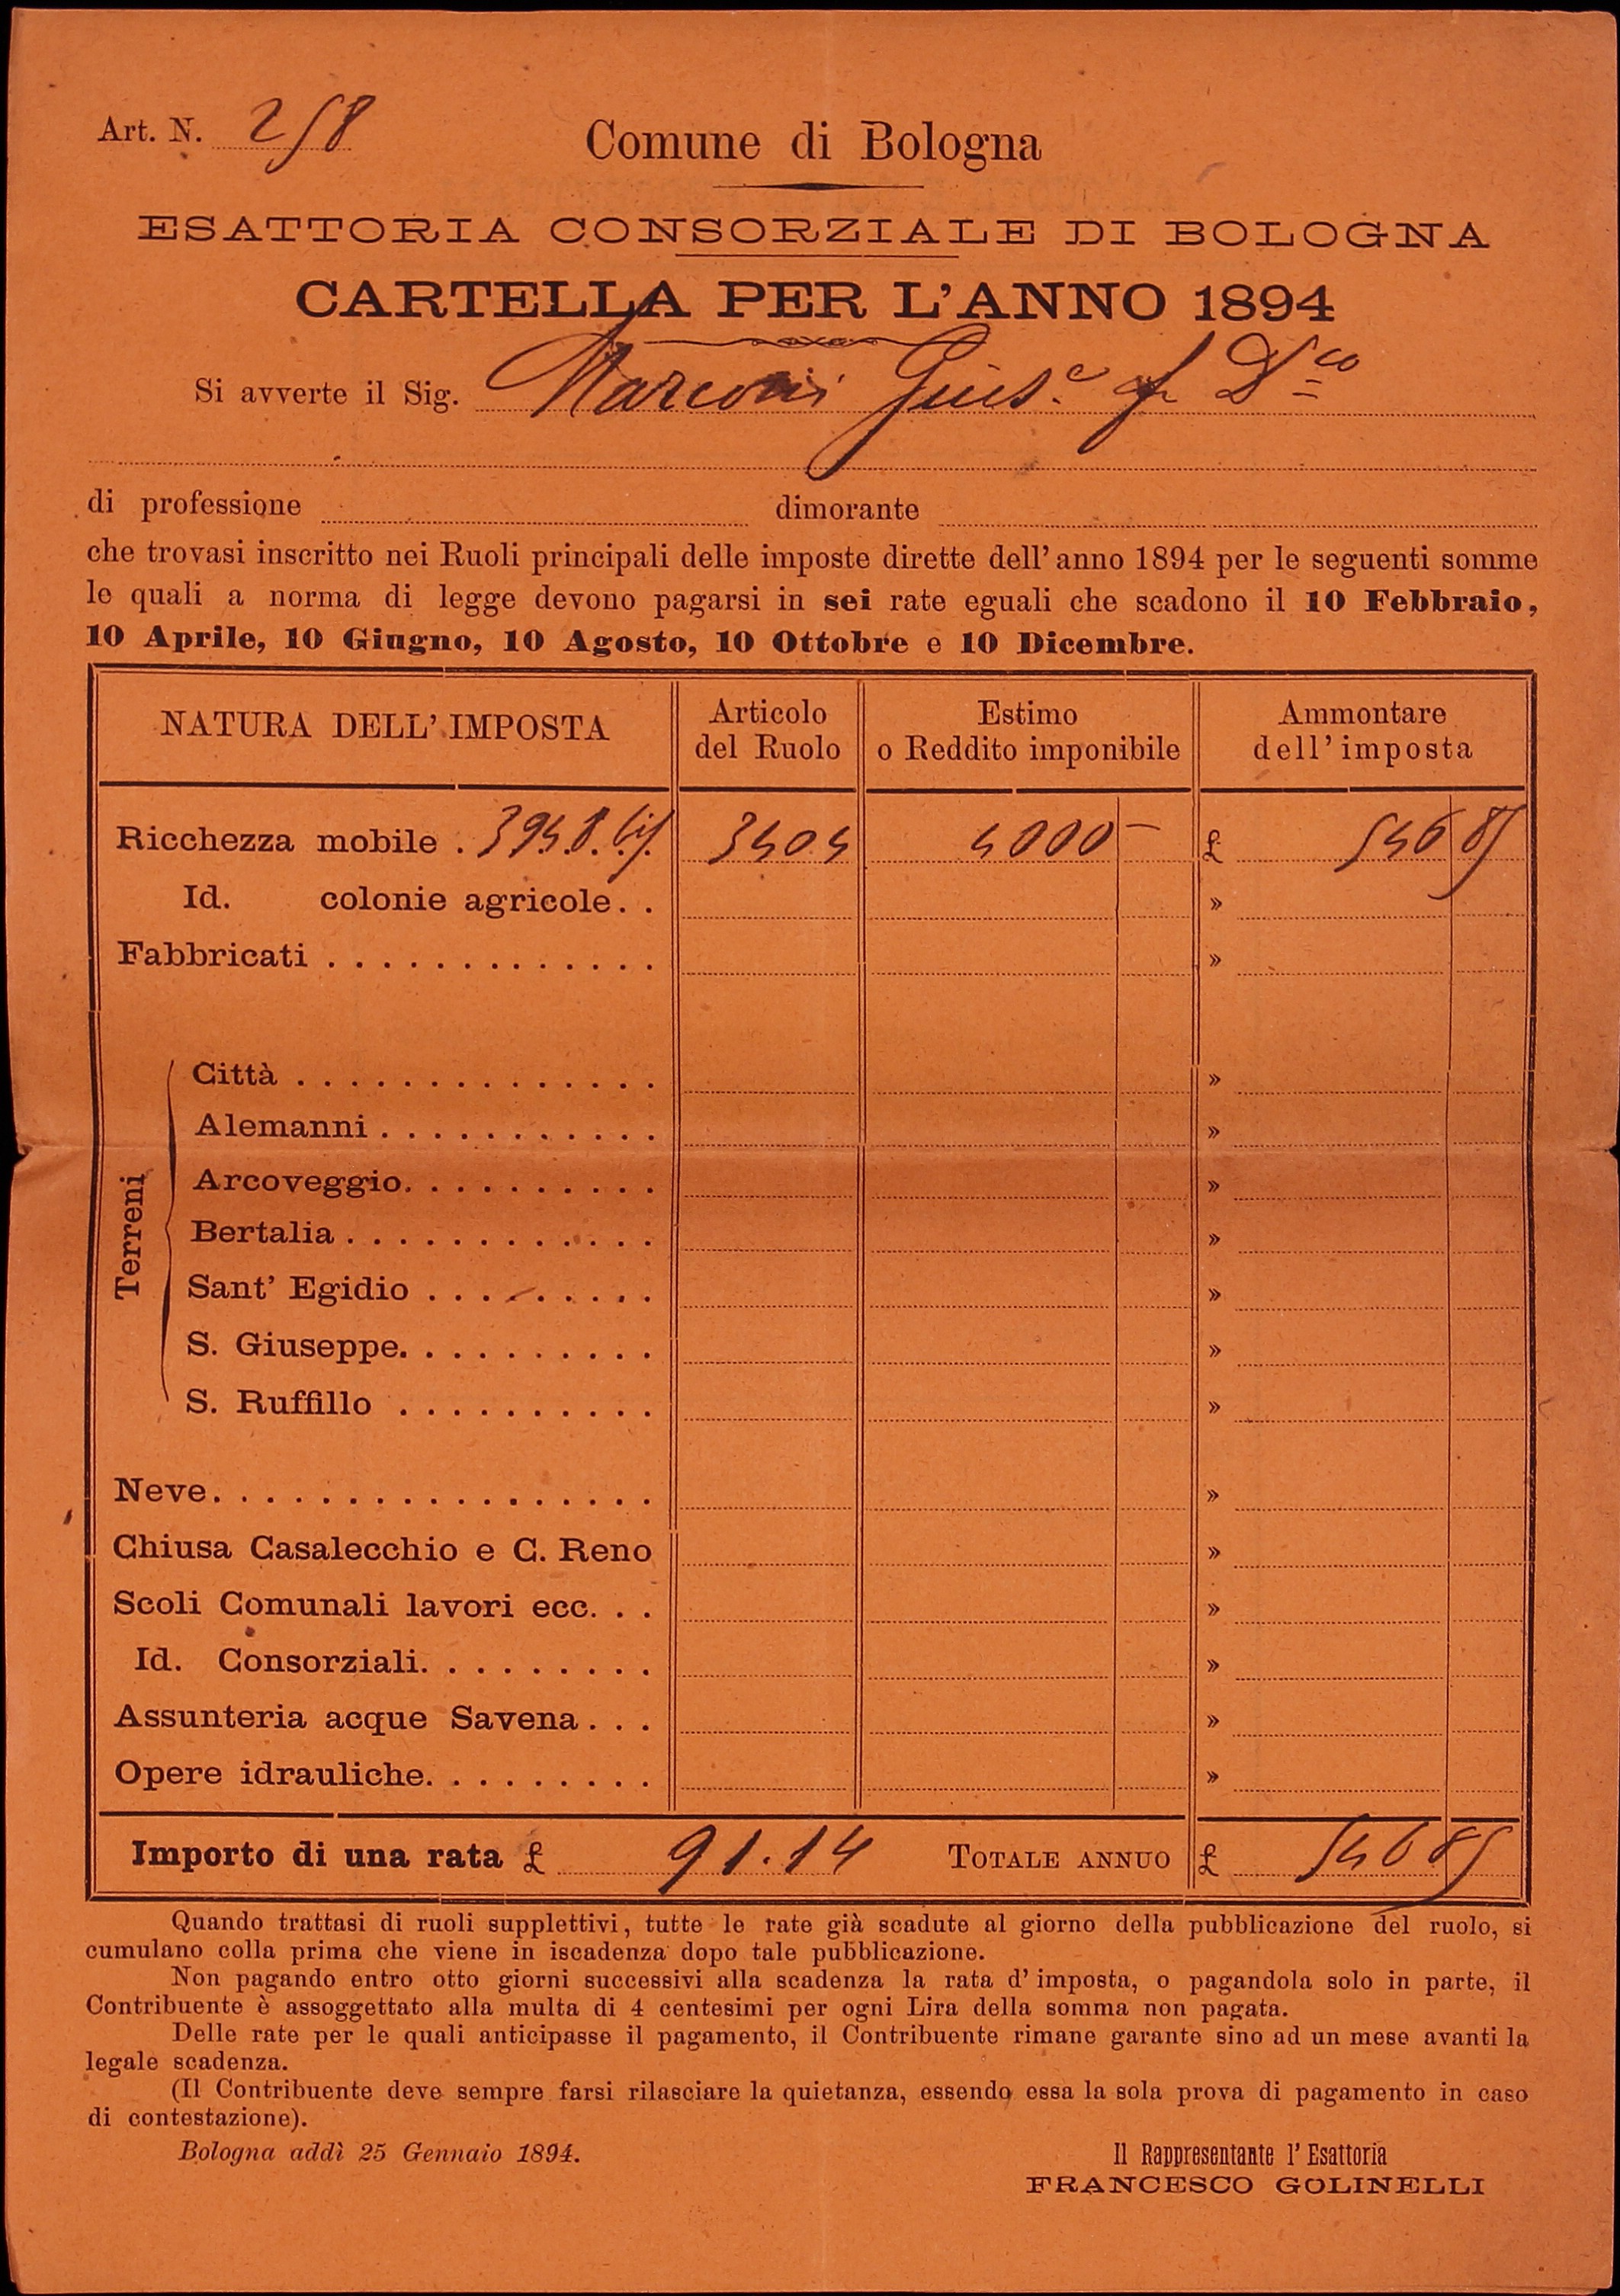 Art. N. 258
Comune di Bologna
ESATTORIA CONSORZIALE DI BOLOGNA
CARTELLA PER L'ANNO 1894
Si avverte il Sig. Marconi Gius.e f D.co
di professione dimorante
che trovasi inscritto nei Ruoli principali delle imposte dirette dell'anno 1894 per le seguenti somme
le quali a norma di legge devono pagarsi in sei rate eguali che scadono il 10 Febbraio,
10 Aprile, 10 Giugno, 10 Agosto, 10 Ottobre e 10 Dicembre.
NATURA DELL'IMPOSTA Articolo del Ruolo Estimo o Reddito imponibile Ammontare dell'imposta
Ricchezza mobile . 3404 4000 — £ 546 85
Id. colonie agricole. . »
Fabbricati . . . . . . . . . . . . . »
Terreni
Città . . . . . . . . . . . . . . »
Alemanni . . . . . . . . . . . »
Arcoveggio. . . . . . . . . . »
Bertalia . . . . . . . . . . . . »
Sant' Egidio . . . . . . . . . »
S. Giuseppe. . . . . . . . . . »
S. Ruffillo . . . . . . . . . . »
Neve. . . . . . . . . . . . . . . . . »
Chiusa Casalecchio e C. Reno »
Scoli Comunali lavori ecc. . . »
Id. Consorziali. . . . . . . . . »
Assunteria acque Savena . . . »
Opere idrauliche. . . . . . . . . »
Importo di una rata £ 91.14 TOTALE ANNUO £ 546 85
Quando trattasi di ruoli supplettivi, tutte le rate già scadute al giorno della pubblicazione del ruolo, si
cumulano colla prima che viene in iscadenza dopo tale pubblicazione.
Non pagando entro otto giorni successivi alla scadenza la rata d'imposta, o pagandola solo in parte, il
Contribuente è assoggettato alla multa di 4 centesimi per ogni Lira della somma non pagata.
Delle rate per le quali anticipasse il pagamento, il Contribuente rimane garante sino ad un mese avanti la
legale scadenza.
(Il Contribuente deve sempre farsi rilasciare la quietanza, essendo essa la sola prova di pagamento in caso
di contestazione).
Bologna addì 25 Gennaio 1894.
Il Rappresentante l'Esattoria
FRANCESCO GOLINELLI